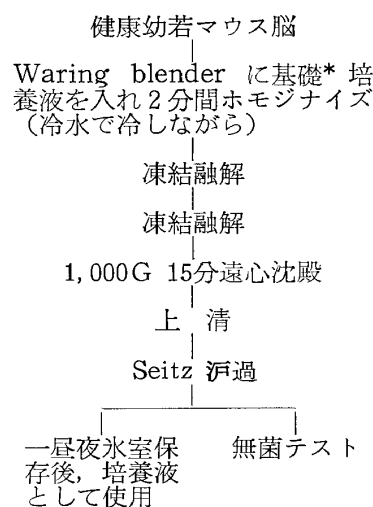 健康幼若マウス脳
Waring blender に基礎* 培
養液を入れ2分間ホモジナイズ
（冷水で冷しながら）
凍結融解
凍結融解
1,000G 15分遠心沈殿
上 清
Seitz 沪過
一昼夜氷室保
存後，培養液
として使用
無菌テスト